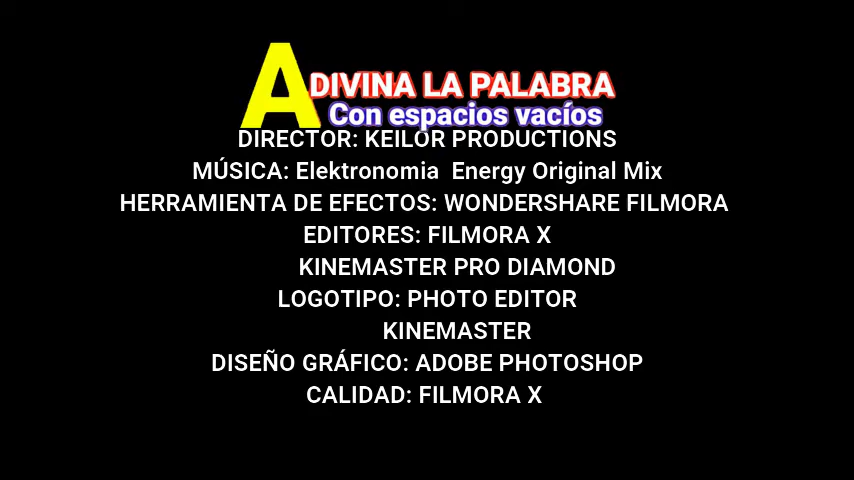 ADIVINA LA PALABRA
Con espacios vacíos
DIRECTOR: KEILOR PRODUCTIONS
MÚSICA: Elektronomia  Energy Original Mix
HERRAMIENTA DE EFECTOS: WONDERSHARE FILMORA
EDITORES: FILMORA X
KINEMASTER PRO DIAMOND
LOGOTIPO: PHOTO EDITOR
KINEMASTER
DISEÑO GRÁFICO: ADOBE PHOTOSHOP
CALIDAD: FILMORA X